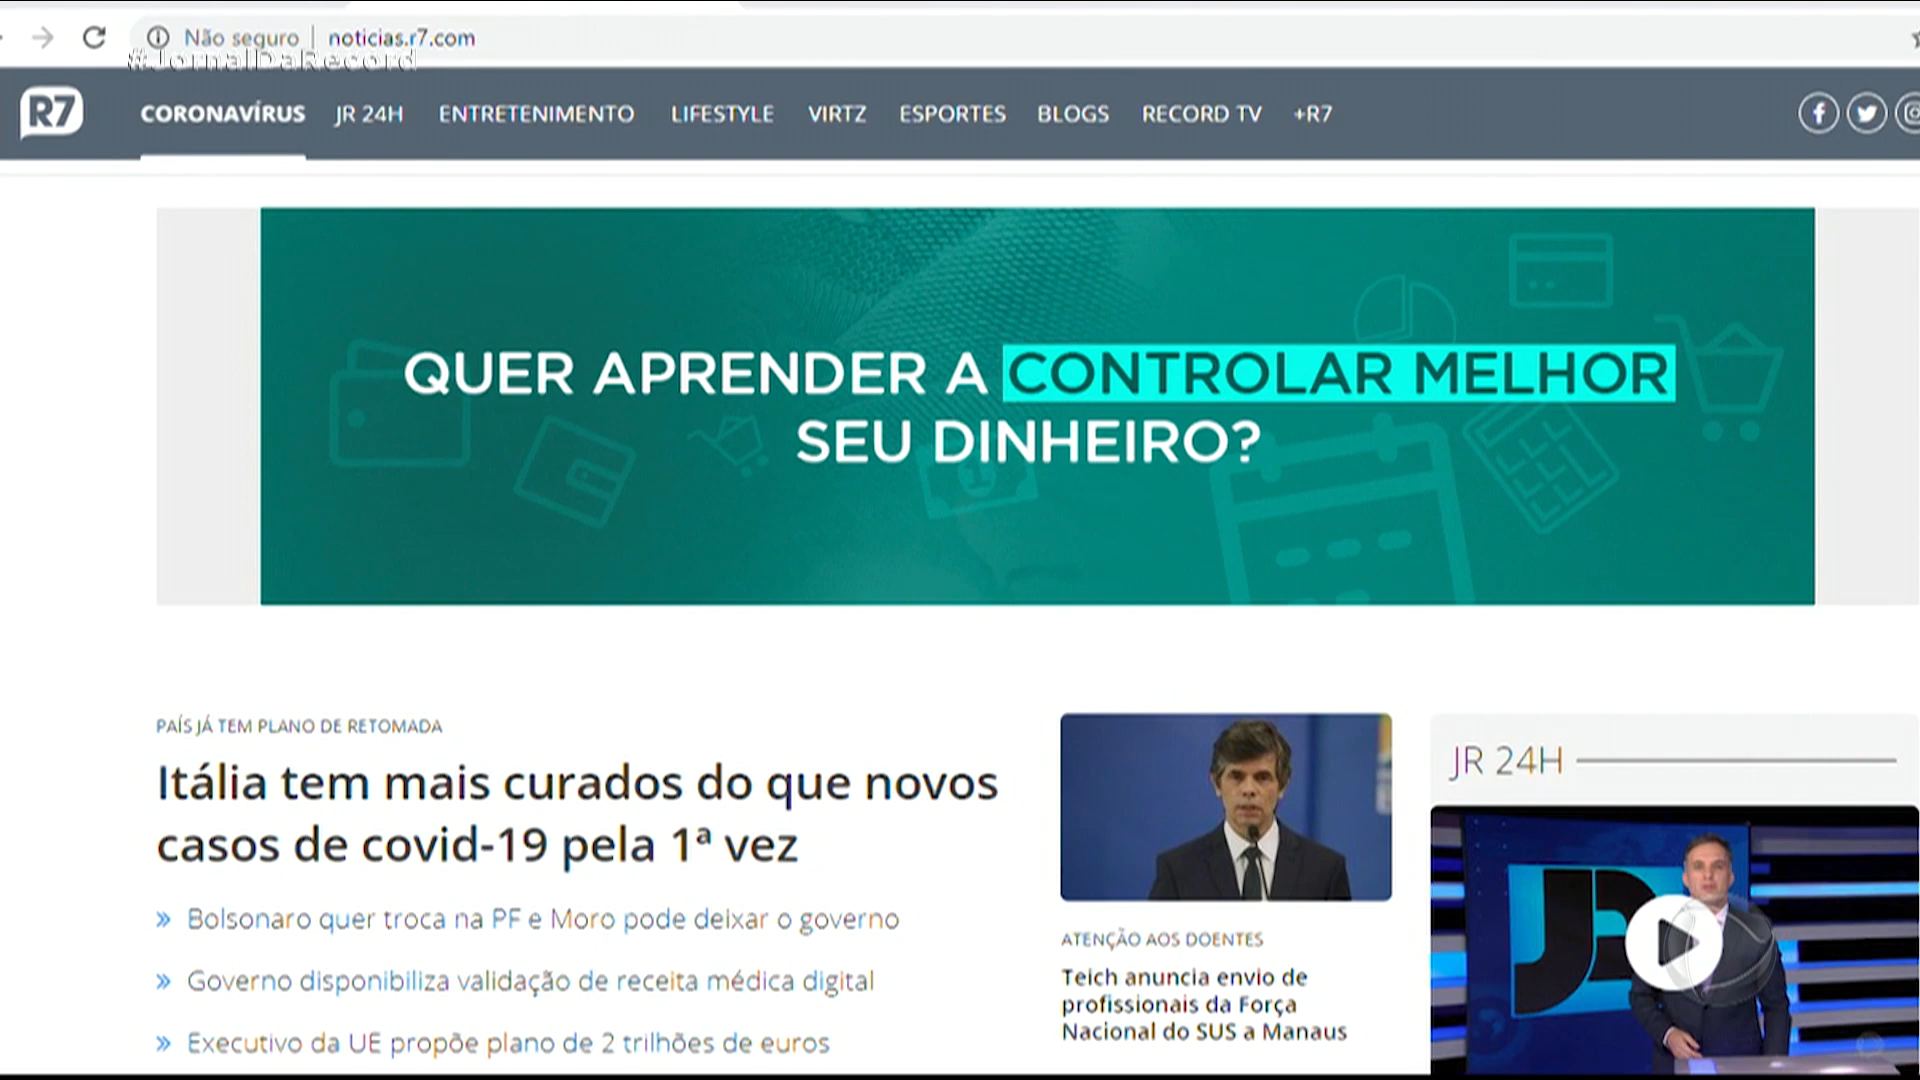 Não seguro | noticias.r7.com
#JornalDaRecord
R7 CORONAVÍRUS JR 24H ENTRETENIMENTO LIFESTYLE VIRTZ ESPORTES BLOGS RECORD TV +R7
QUER APRENDER A CONTROLAR MELHOR
SEU DINHEIRO?
PAÍS JÁ TEM PLANO DE RETOMADA
Itália tem mais curados do que novos
casos de covid-19 pela 1ª vez
» Bolsonaro quer troca na PF e Moro pode deixar o governo
» Governo disponibiliza validação de receita médica digital
» Executivo da UE propõe plano de 2 trilhões de euros
ATENÇÃO AOS DOENTES
Teich anuncia envio de
profissionais da Força
Nacional do SUS a Manaus
JR 24H
JR